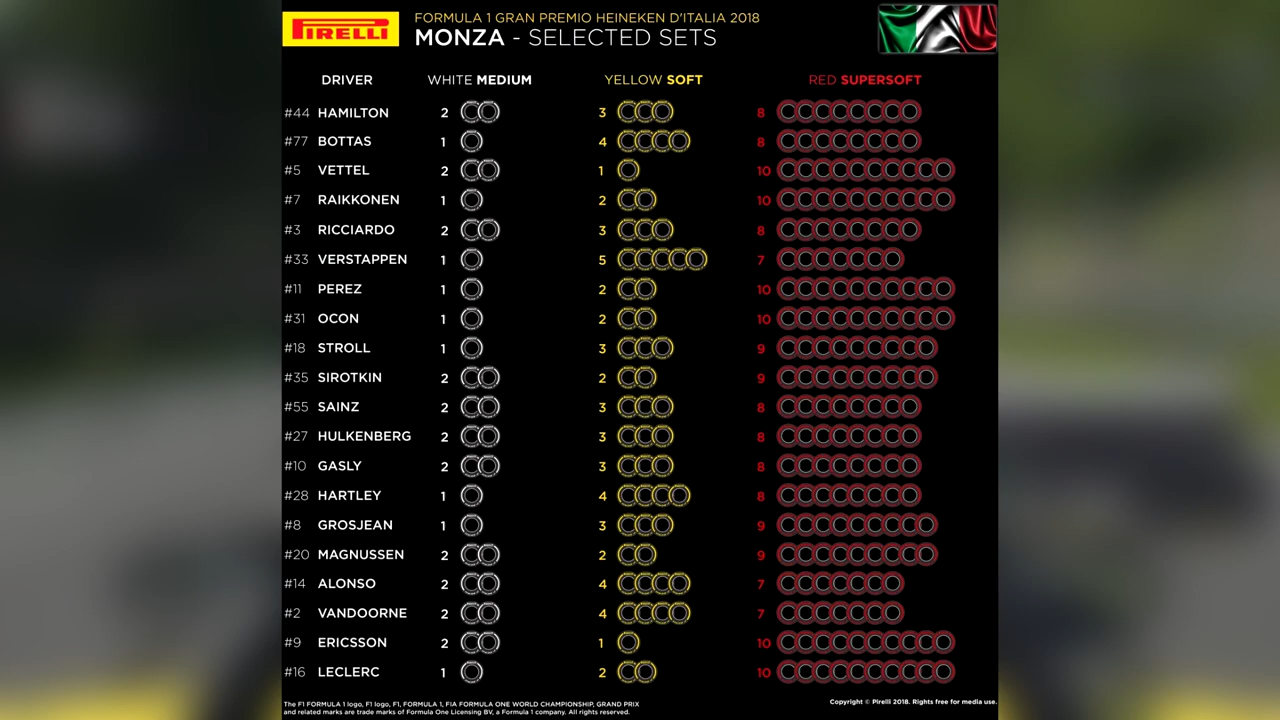 PIRELLI
FORMULA 1 GRAN PREMIO HEINEKEN D'ITALIA 2018
MONZA - SELECTED SETS
DRIVER WHITE MEDIUM YELLOW SOFT RED SUPERSOFT
#44 HAMILTON 2 3 8
#77 BOTTAS 1 4 8
#5 VETTEL 2 1 10
#7 RAIKKONEN 1 2 10
#3 RICCIARDO 2 3 8
#33 VERSTAPPEN 1 5 7
#11 PEREZ 1 2 10
#31 OCON 1 2 10
#18 STROLL 1 3 9
#35 SIROTKIN 2 2 9
#55 SAINZ 2 3 8
#27 HULKENBERG 2 3 8
#10 GASLY 2 3 8
#28 HARTLEY 1 4 8
#8 GROSJEAN 1 3 9
#20 MAGNUSSEN 2 2 9
#14 ALONSO 2 4 7
#2 VANDOORNE 2 4 7
#9 ERICSSON 2 1 10
#16 LECLERC 1 2 10
The F1 FORMULA 1 logo, F1 logo, F1, FORMULA 1, FIA FORMULA ONE WORLD CHAMPIONSHIP, GRAND PRIX
and related marks are trade marks of Formula One Licensing BV, a Formula 1 company. All rights reserved.
Copyright © Pirelli 2018. Rights free for media use.